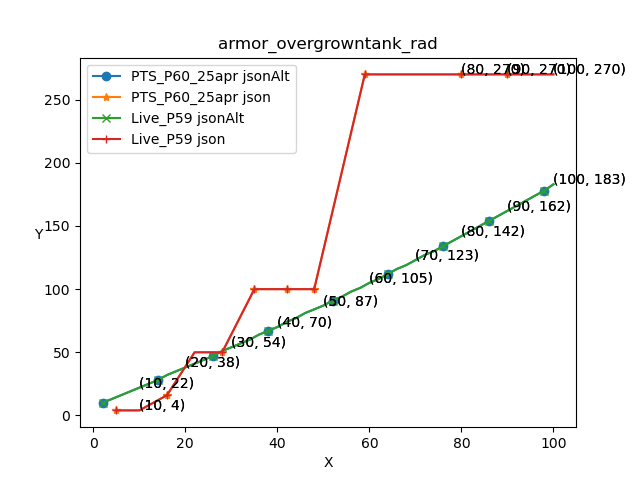 armor_overgrowntank_rad
PTS_P60_25apr jsonAlt
PTS_P60_25apr json
Live_P59 jsonAlt
Live_P59 json
(80, 270)
(90, 270)
(100, 270)
(100, 183)
(90, 162)
(80, 142)
(70, 123)
(60, 105)
(50, 87)
(40, 70)
(30, 54)
(20, 38)
(10, 22)
(10, 4)
250
200
150
100
50
0
Y
0 20 40 60 80 100
X